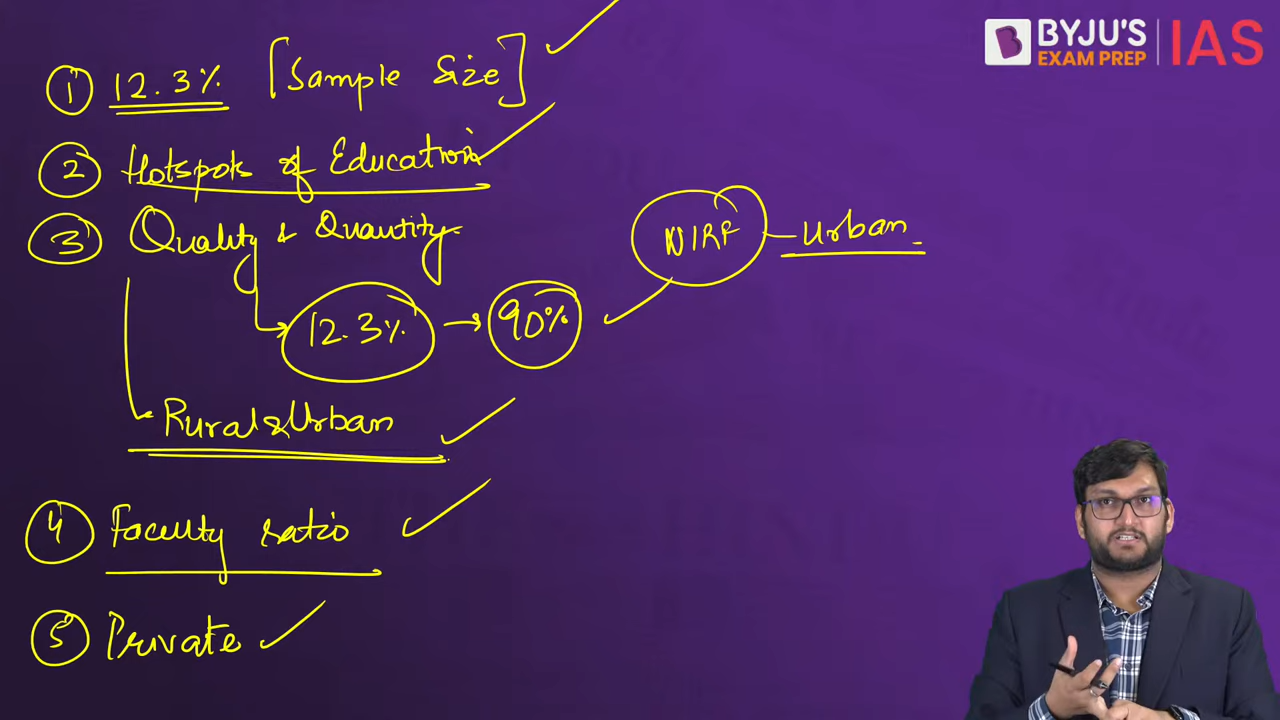 BYJU'S IAS
EXAM PREP
① 12.3% [Sample Size]
② Hotspots of Education
③ Quality & Quantity
NIRF - Urban
12.3% → 90%
Rural & Urban
④ Faculty ratio
⑤ Private